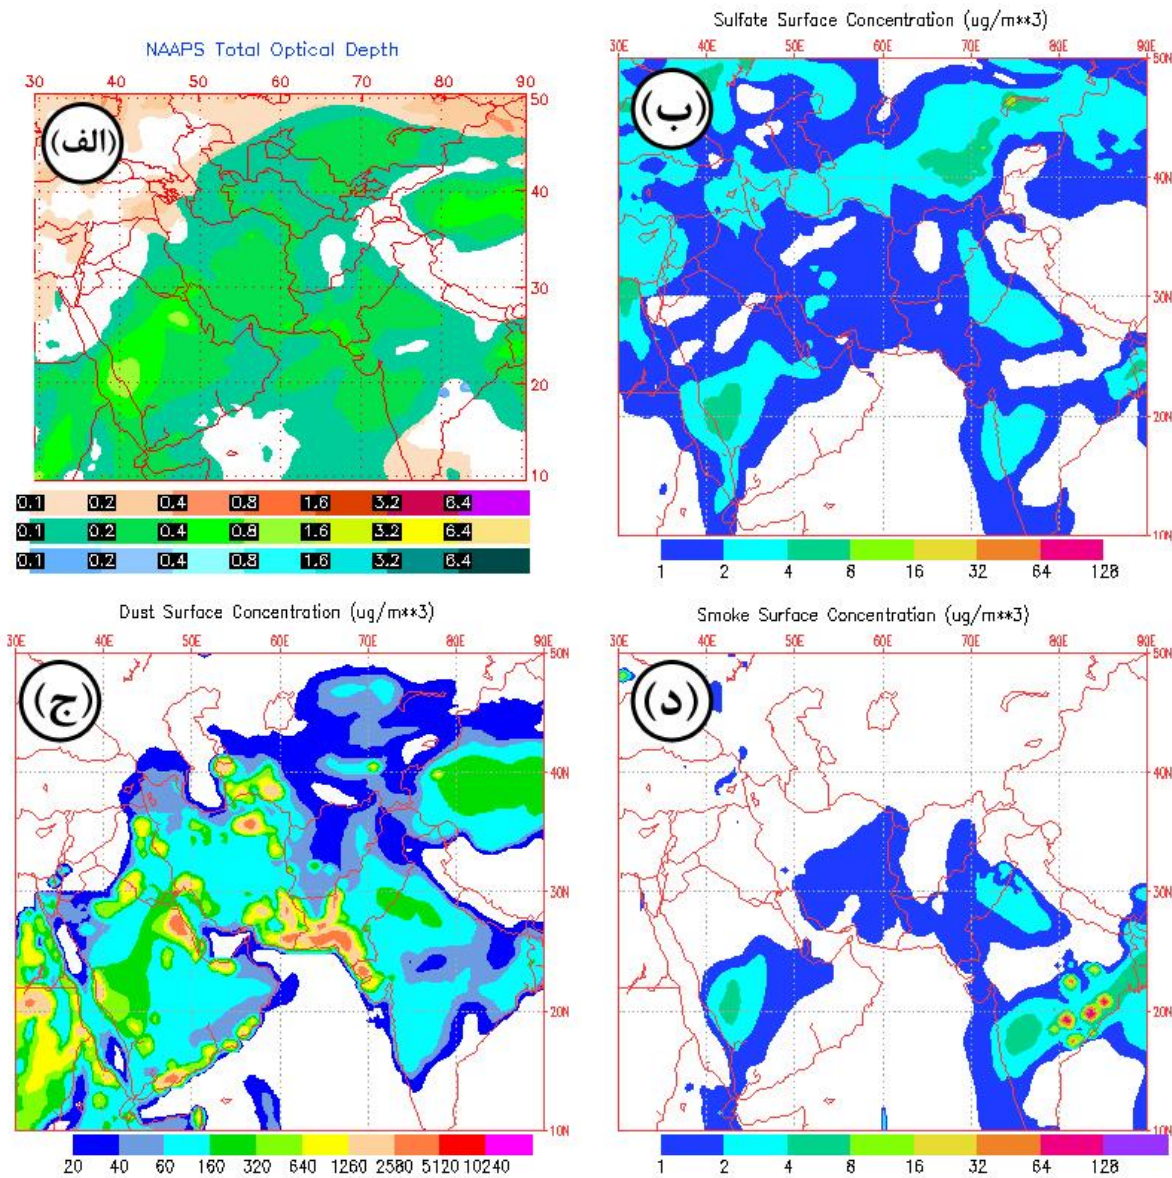 NAAPS Total Optical Depth
30 40 50 60 70 80 90
50
40
30
20
10
(الف)
0.1 0.2 0.4 0.8 1.6 3.2 6.4
0.1 0.2 0.4 0.8 1.6 3.2 6.4
0.1 0.2 0.4 0.8 1.6 3.2 6.4
Sulfate Surface Concentration (ug/m**3)
30E 40E 50E 60E 70E 80E 90E
50N
40N
30N
20N
10N
(ب)
1 2 4 8 16 32 64 128
Dust Surface Concentration (ug/m**3)
30E 40E 50E 60E 70E 80E 90E
50N
40N
30N
20N
10N
(ج)
20 40 60 160 320 640 1260 2580 5120 10240
Smoke Surface Concentration (ug/m**3)
30E 40E 50E 60E 70E 80E 90E
50N
40N
30N
20N
10N
(د)
1 2 4 8 16 32 64 128